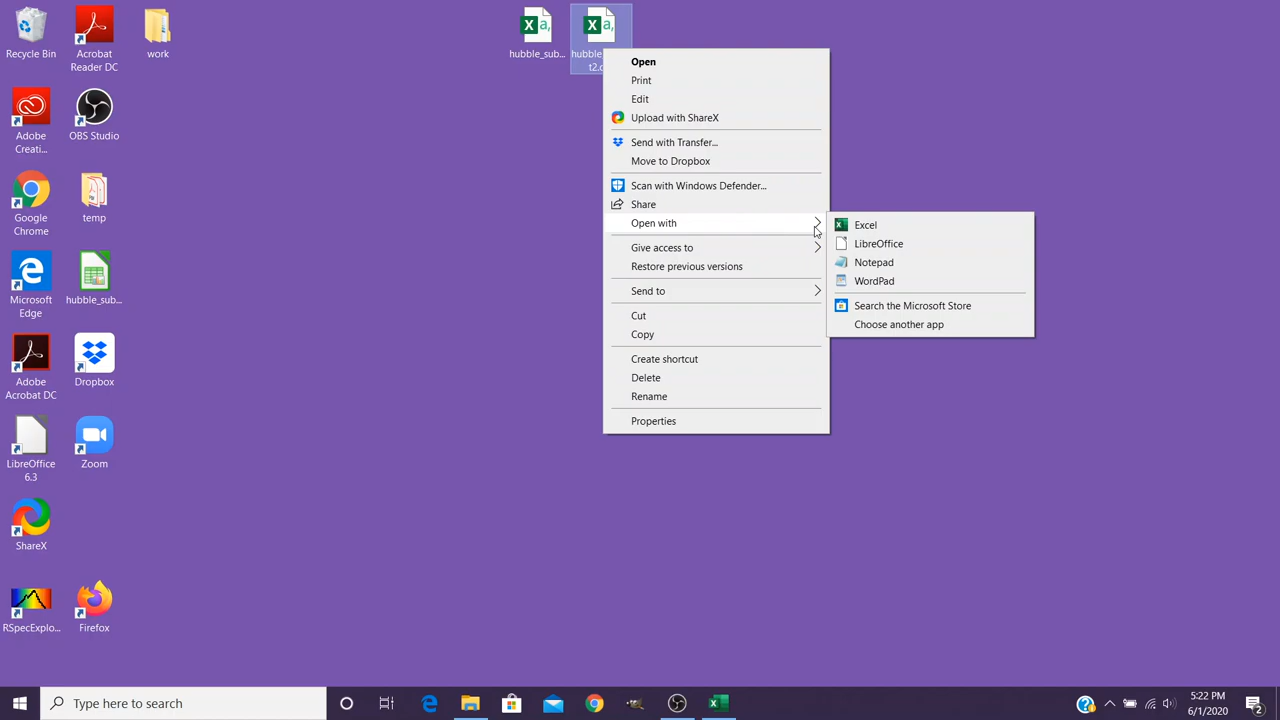 Recycle Bin
Acrobat
Reader DC
work
hubble_sub...
hubble_
t2.c
Adobe
Creati...
OBS Studio
Google
Chrome
temp
Microsoft
Edge
hubble_sub...
Adobe
Acrobat DC
Dropbox
LibreOffice
6.3
Zoom
ShareX
RSpecExplo...
Firefox
Open
Print
Edit
Upload with ShareX
Send with Transfer...
Move to Dropbox
Scan with Windows Defender...
Share
Open with
Give access to
Restore previous versions
Send to
Cut
Copy
Create shortcut
Delete
Rename
Properties
Excel
LibreOffice
Notepad
WordPad
Search the Microsoft Store
Choose another app
Type here to search
5:22 PM
6/1/2020
2